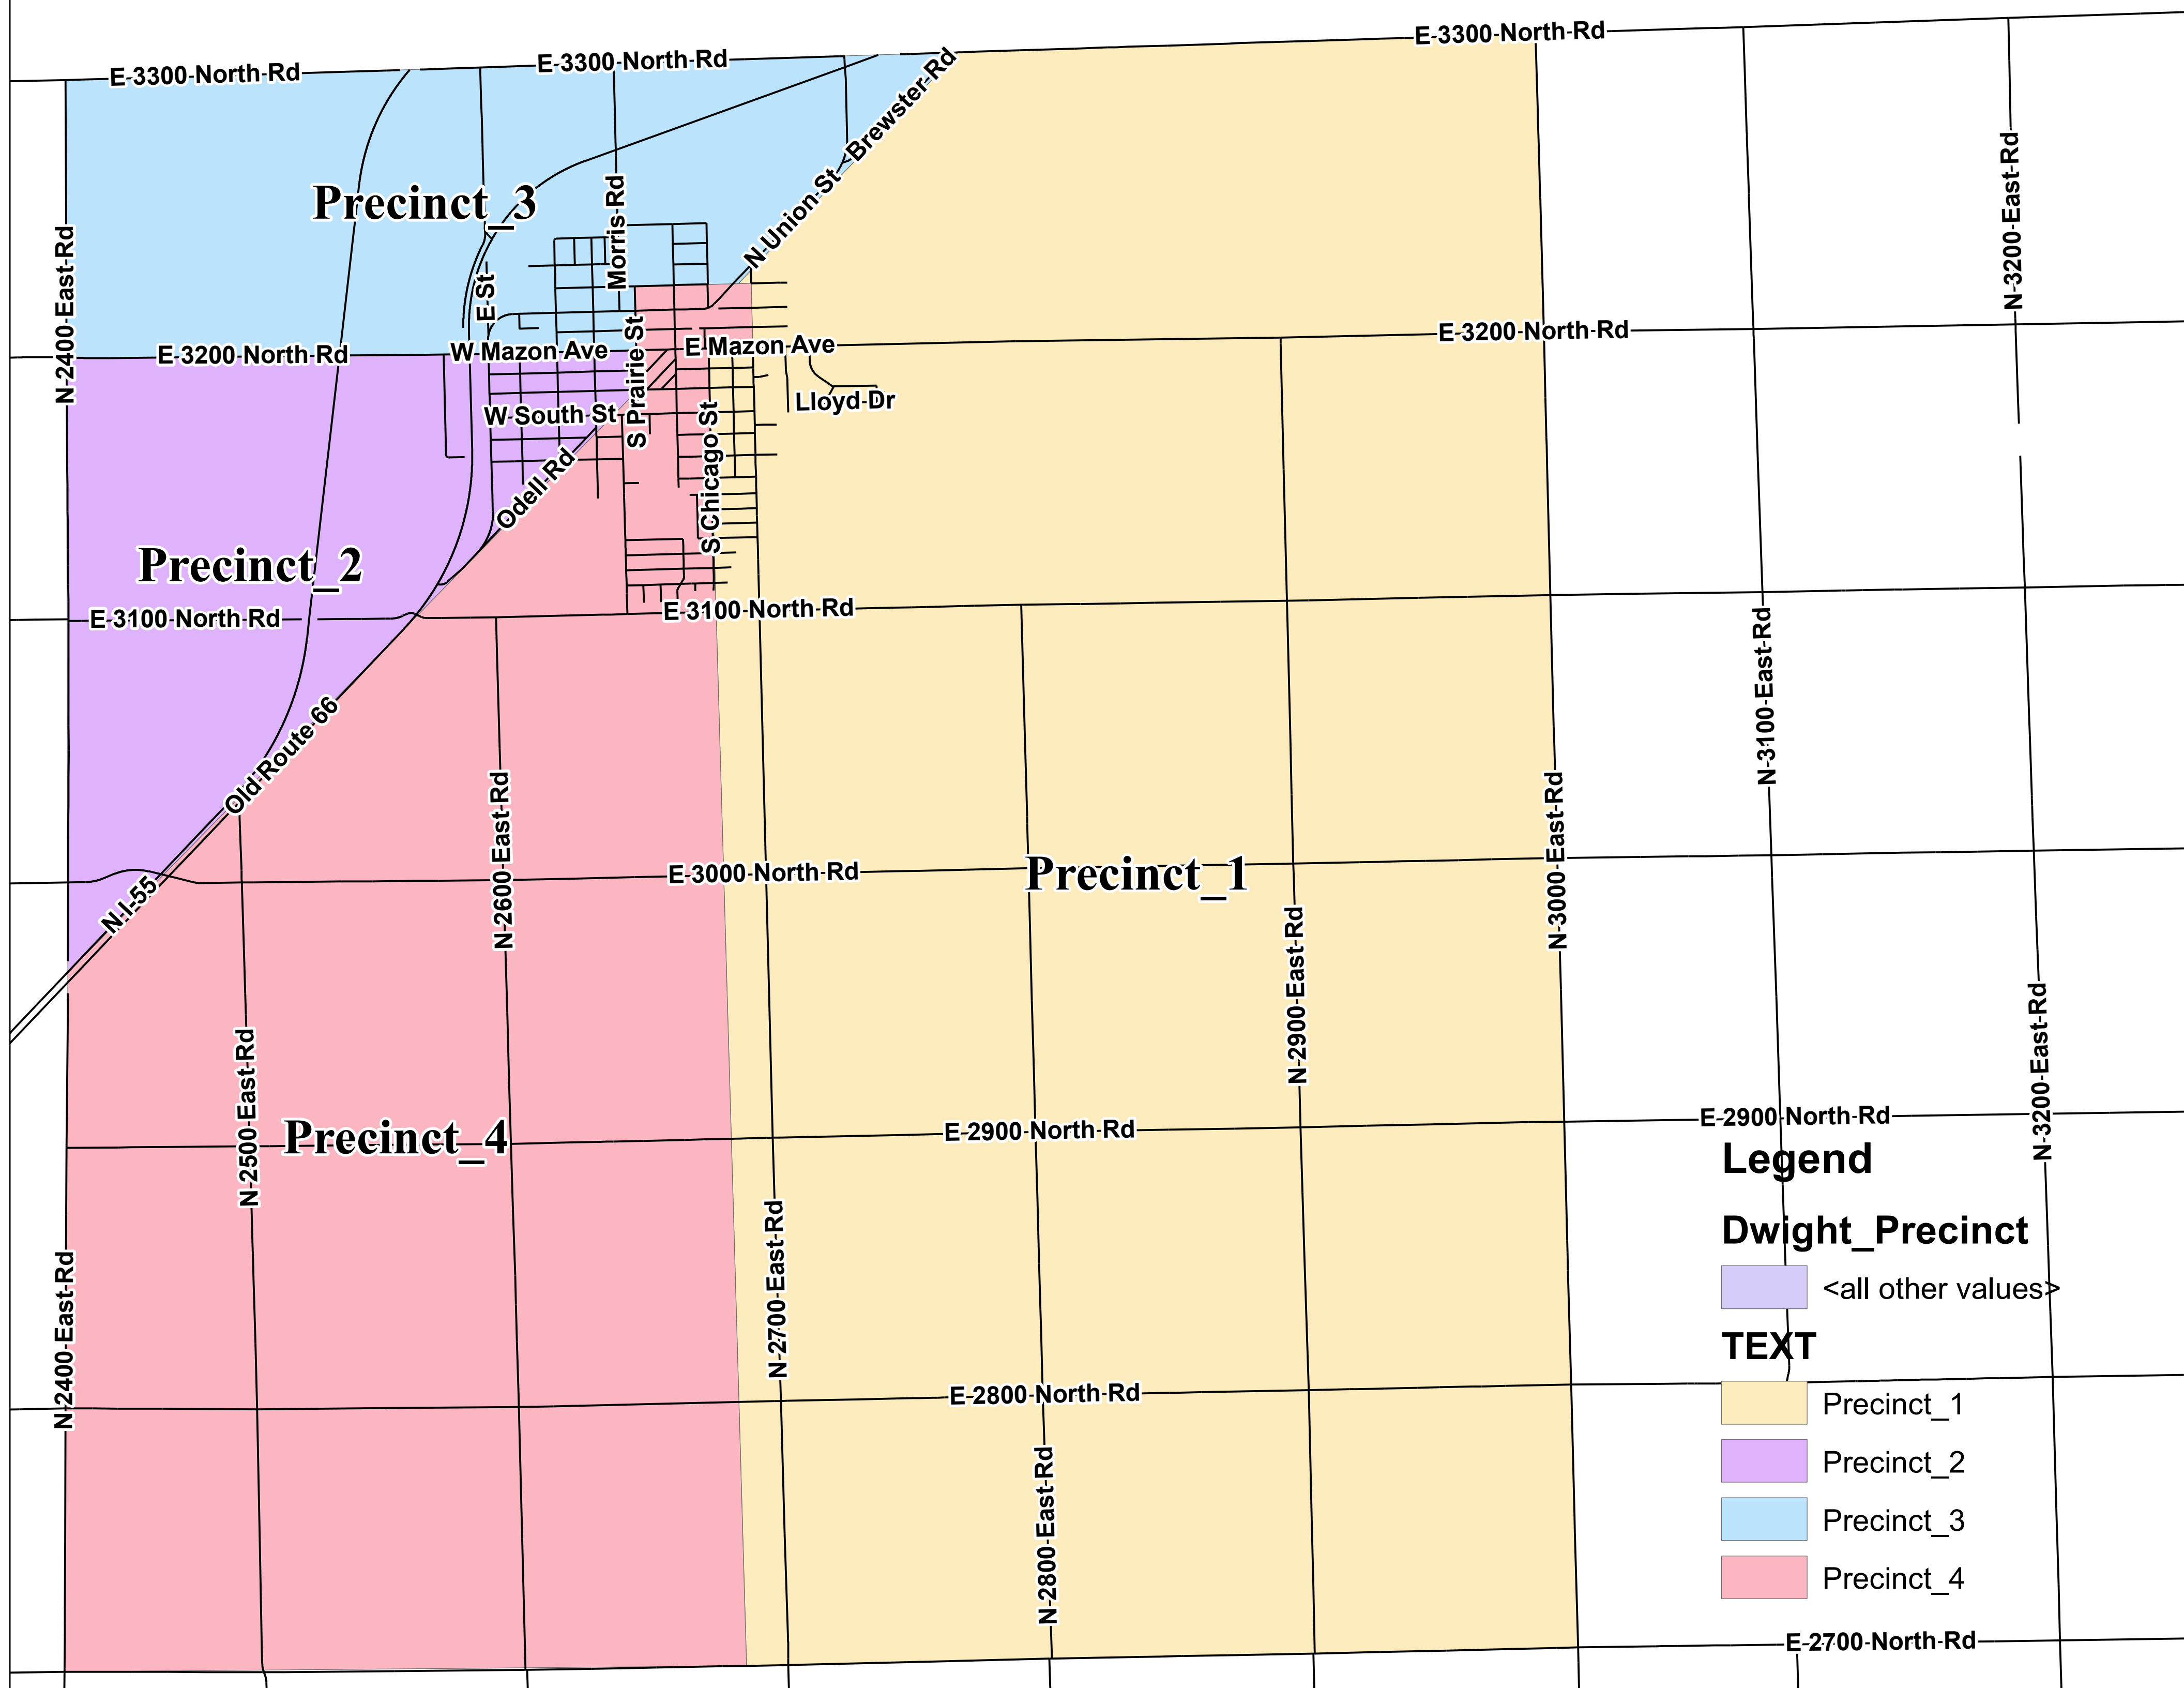 E 3300 North Rd
E 3300 North Rd
E 3300 North Rd
Brewster Rd
N 3200 East Rd
Precinct_3
Morris Rd
N Union St
N 2400 East Rd
E St
E 3200 North Rd
E 3200 North Rd
W Mazon Ave
S Prairie St
E Mazon Ave
Lloyd Dr
W South St
S Chicago St
Odell Rd
Precinct_2
E 3100 North Rd
E 3100 North Rd
N 3100 East Rd
Old Route 66
N 2600 East Rd
N 3000 East Rd
E 3000 North Rd
Precinct_1
N I-55
N 2900 East Rd
N 3200 East Rd
N 2500 East Rd
Precinct_4
E 2900 North Rd
E 2900 North Rd
Legend
Dwight_Precinct
<all other values>
TEXT
Precinct_1
Precinct_2
Precinct_3
Precinct_4
N 2400 East Rd
N 2700 East Rd
E 2800 North Rd
N 2800 East Rd
E 2700 North Rd